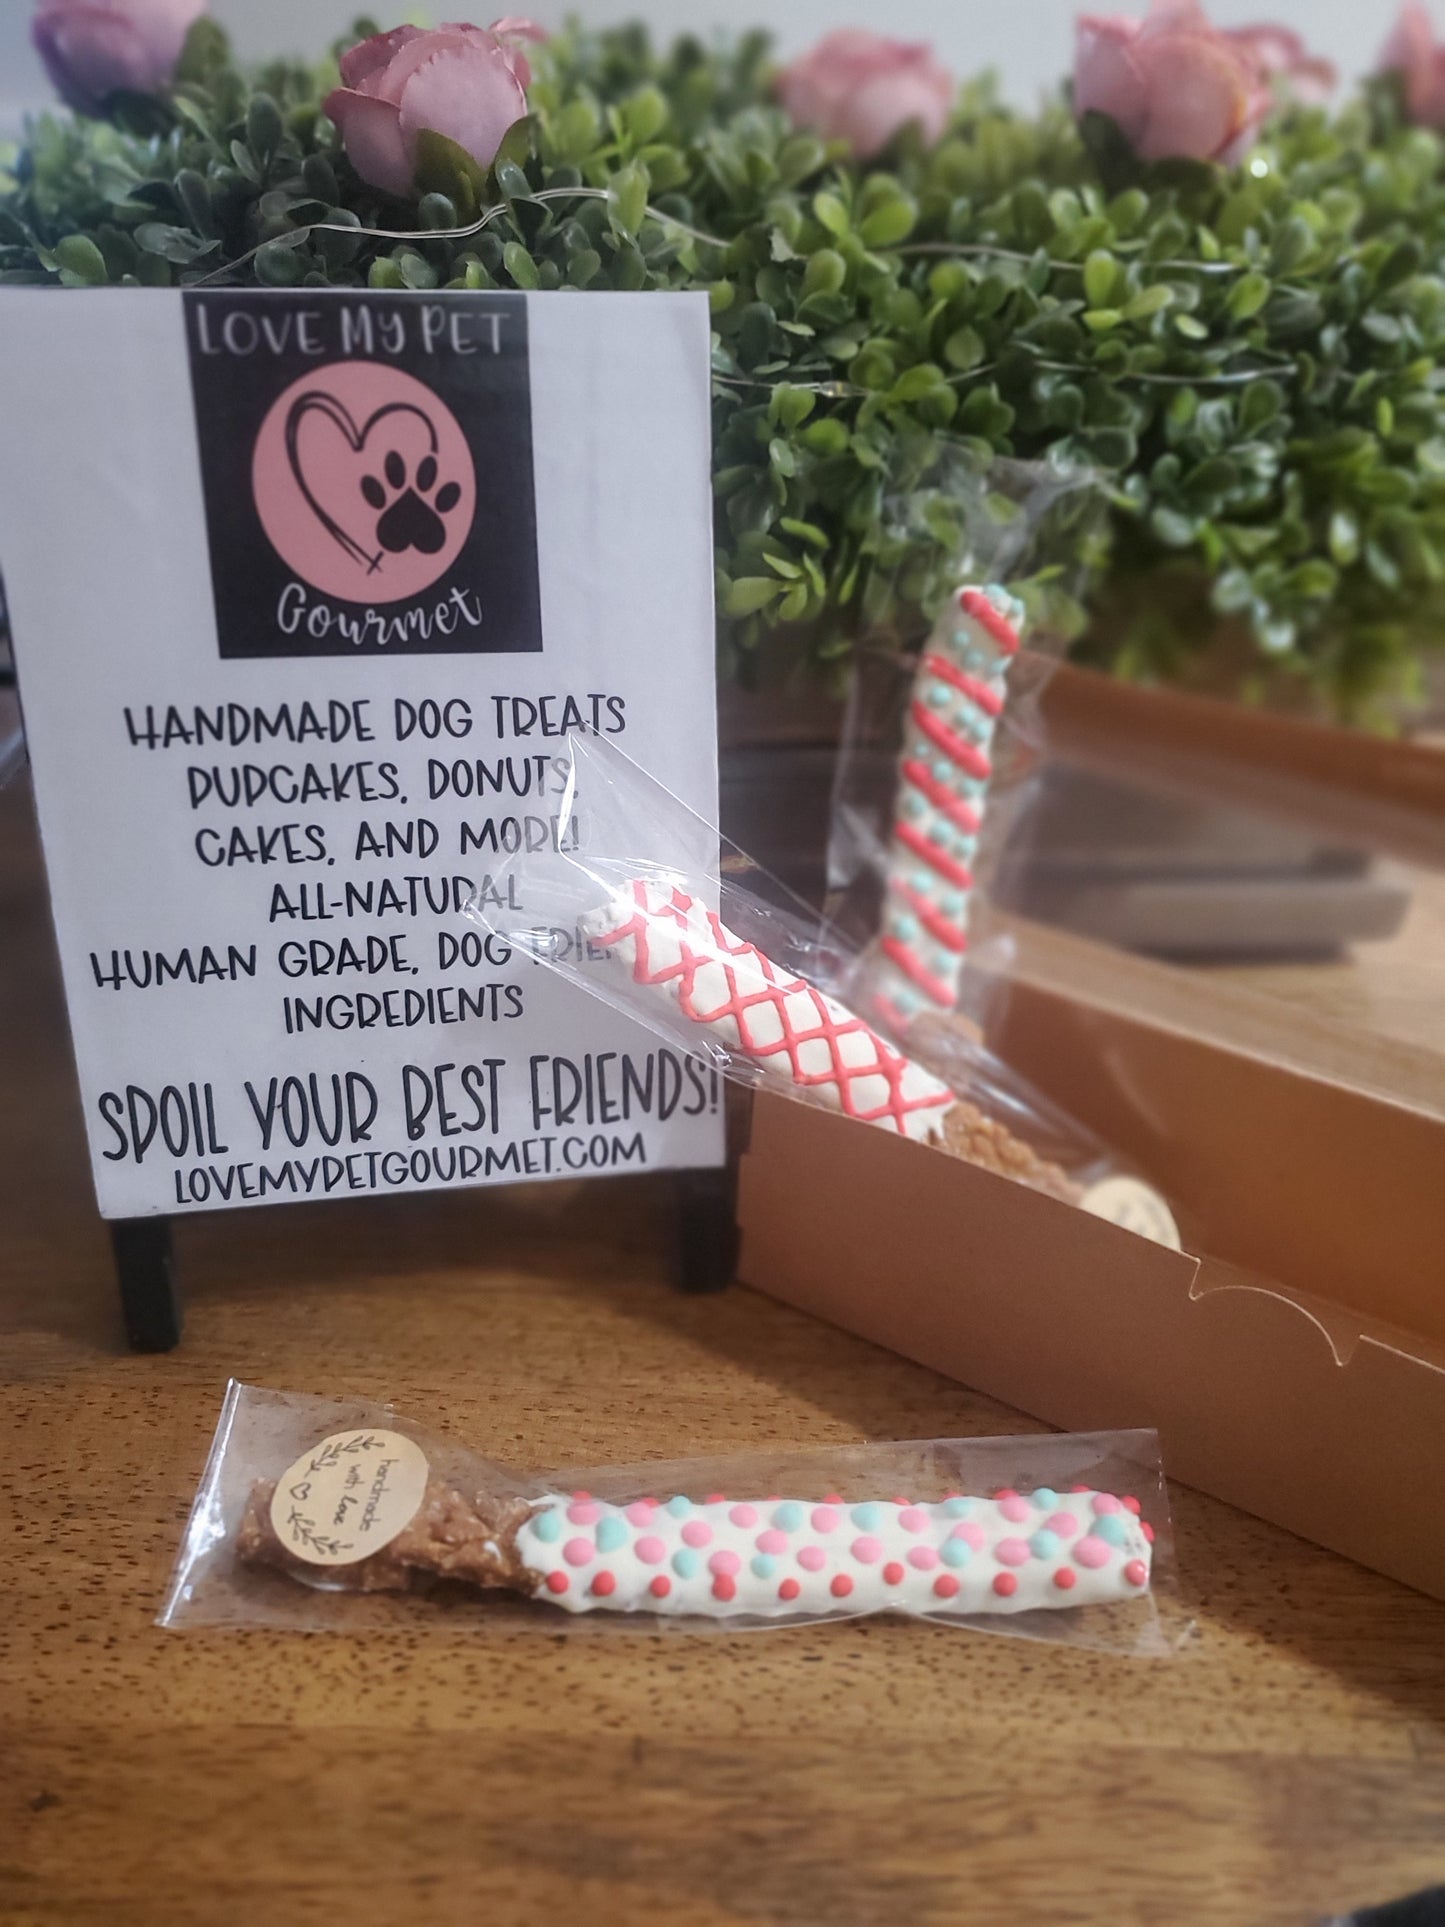 LOVE MY PET
Gourmet
HANDMADE DOG TREATS
PUPCAKES, DONUTS,
CAKES, AND MORE!
ALL-NATURAL
HUMAN GRADE, DOG
INGREDIENTS
SPOIL YOUR BEST FRIENDS!
LOVEMYPETGOURMET.COM
handmade
with love